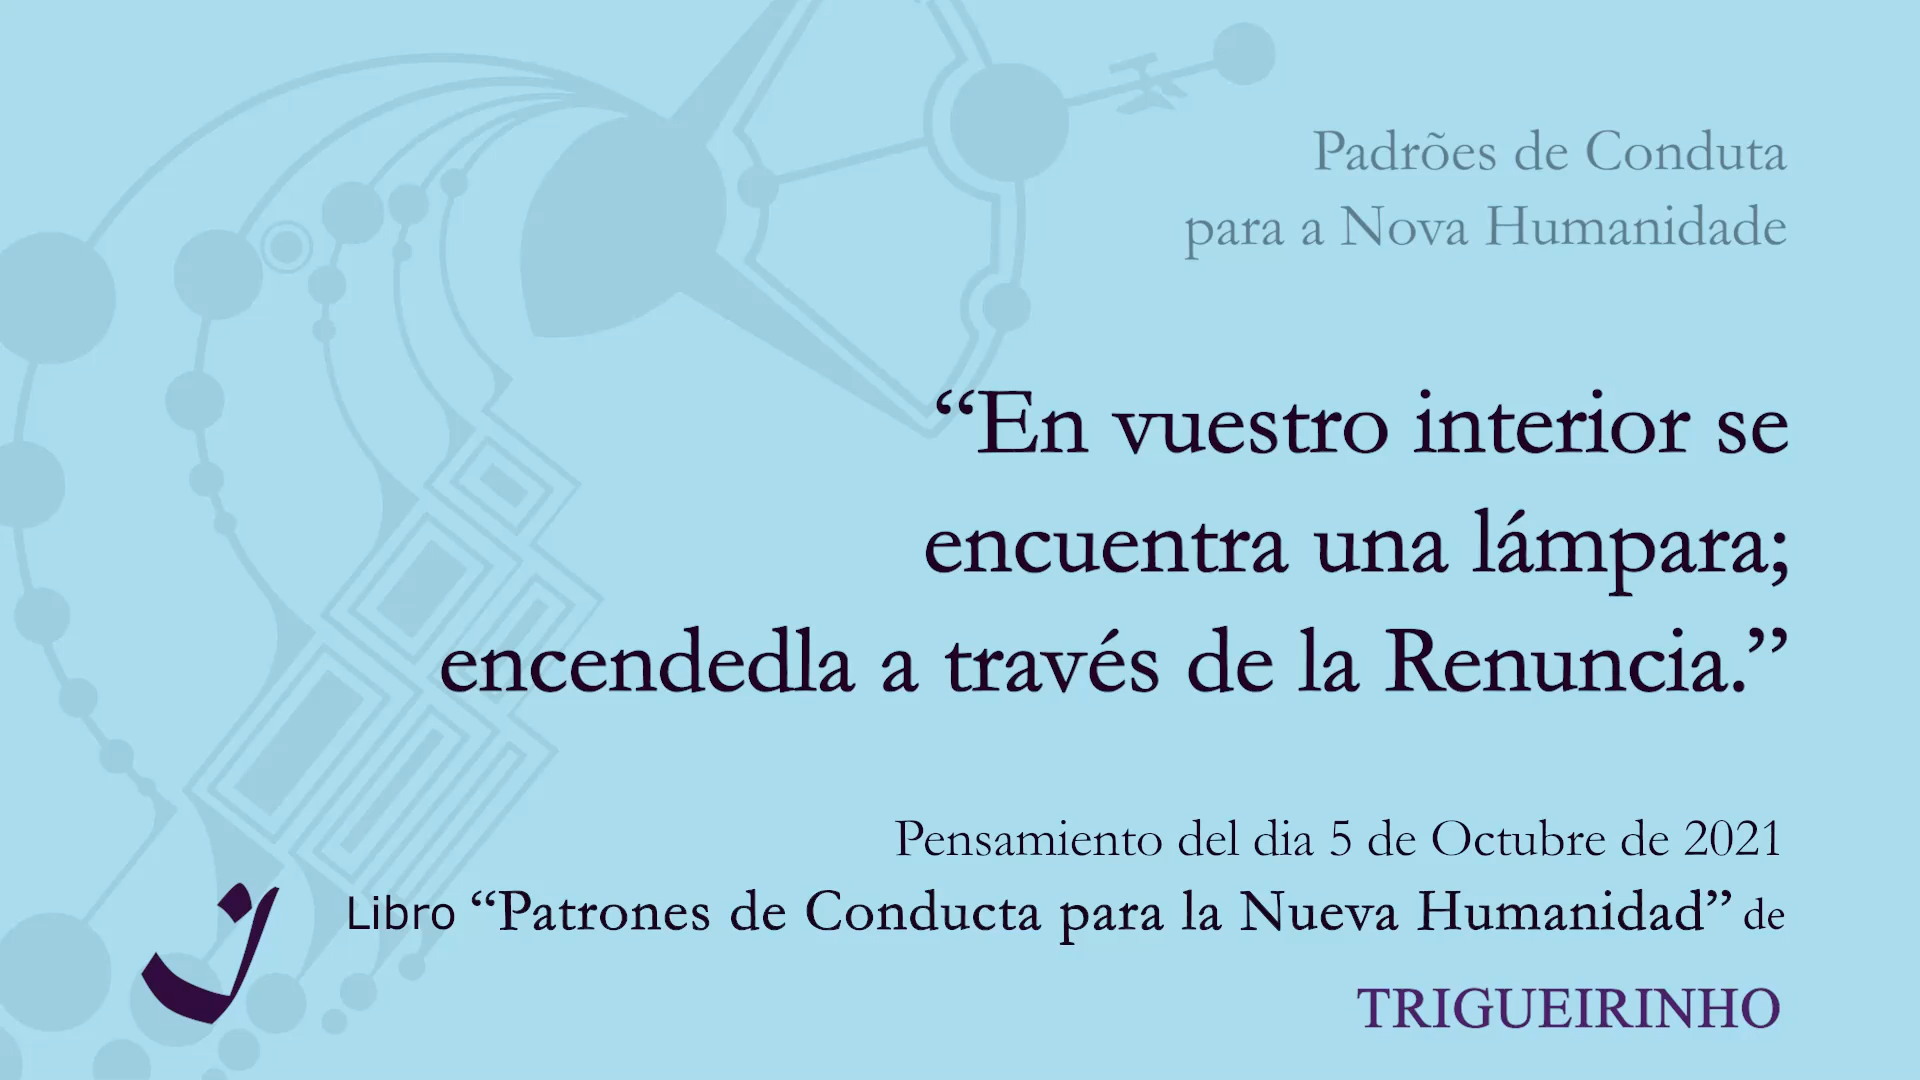 Padrões de Conduta
para a Nova Humanidade
“En vuestro interior se
encuentra una lámpara;
encendedla a través de la Renuncia.”
Pensamiento del dia 5 de Octubre de 2021
Libro “Patrones de Conducta para la Nueva Humanidad” de
TRIGUEIRINHO